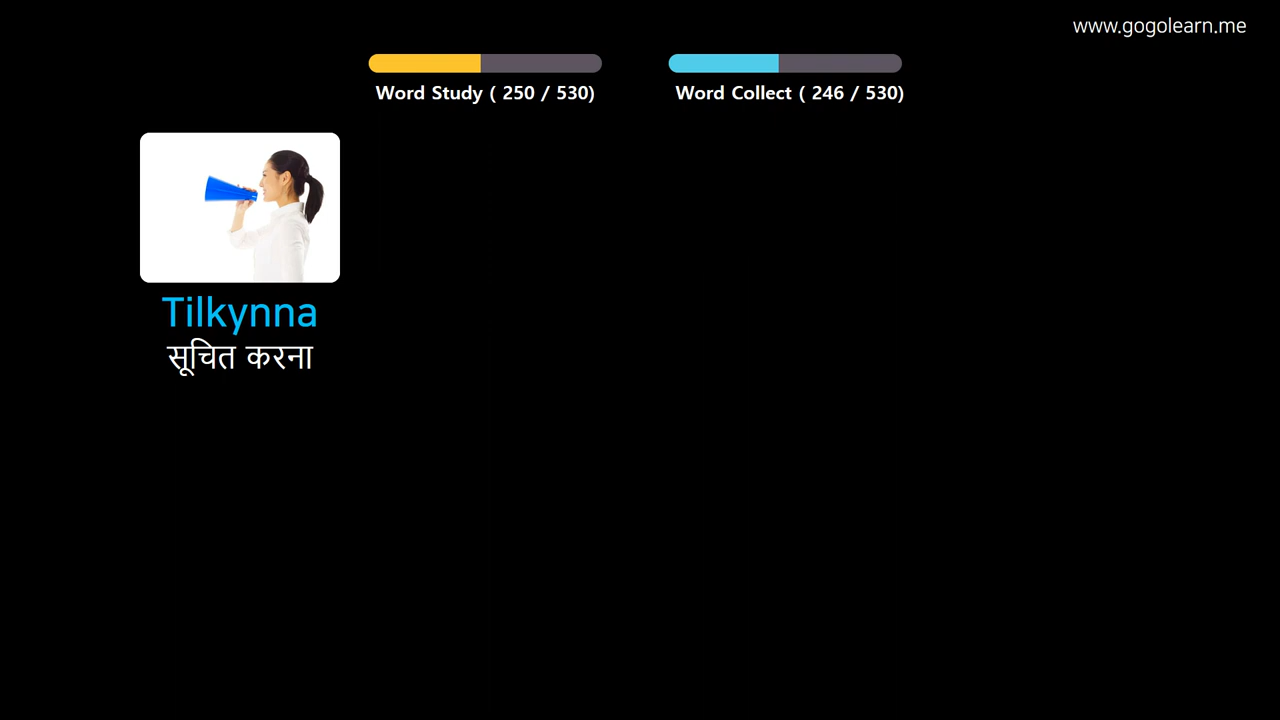 www.gogolearn.me
Word Study ( 250 / 530)
Word Collect ( 246 / 530)
Tilkynna
सूचित करना